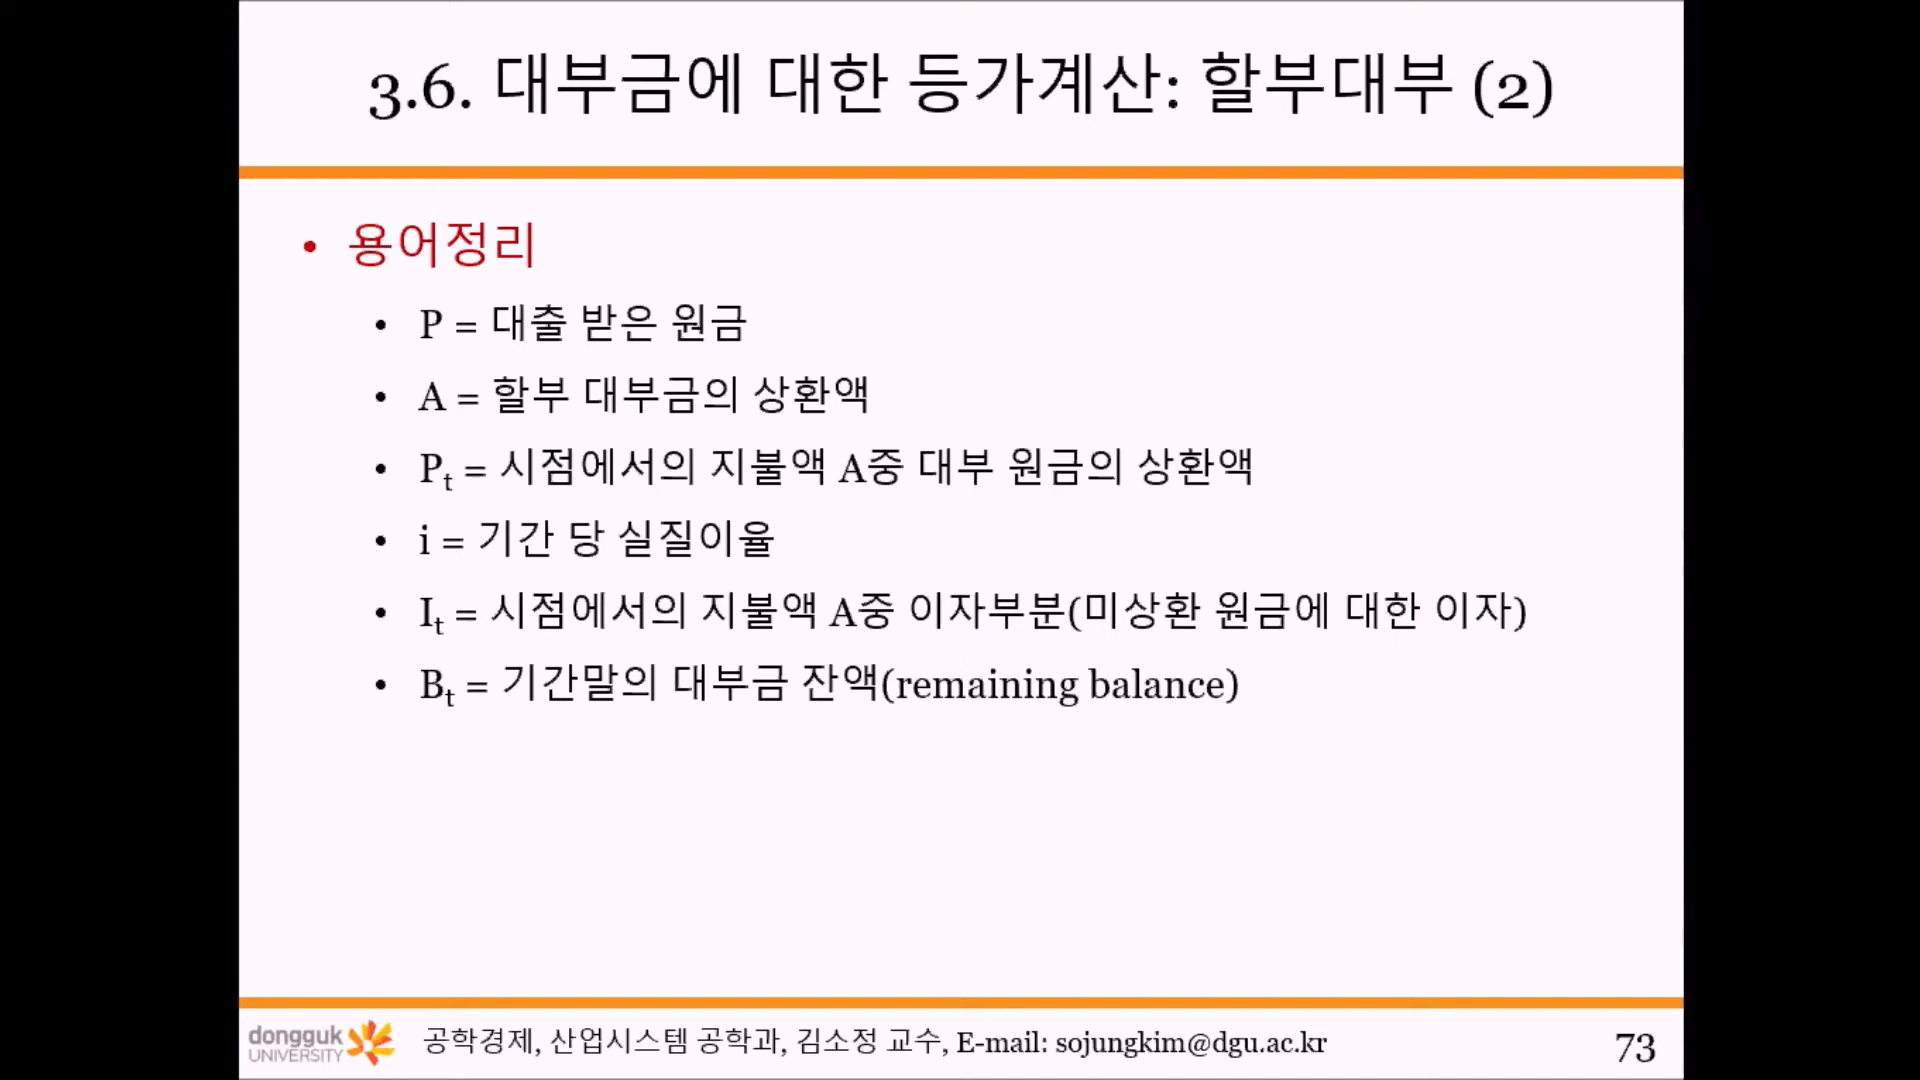 3.6. 대부금에 대한 등가계산: 할부대부 (2)
• 용어정리
• P = 대출 받은 원금
• A = 할부 대부금의 상환액
• Pt = 시점에서의 지불액 A중 대부 원금의 상환액
• i = 기간 당 실질이율
• It = 시점에서의 지불액 A중 이자부분(미상환 원금에 대한 이자)
• Bt = 기간말의 대부금 잔액(remaining balance)
dongguk
UNIVERSITY
공학경제, 산업시스템 공학과, 김소정 교수, E-mail: sojungkim@dgu.ac.kr
73